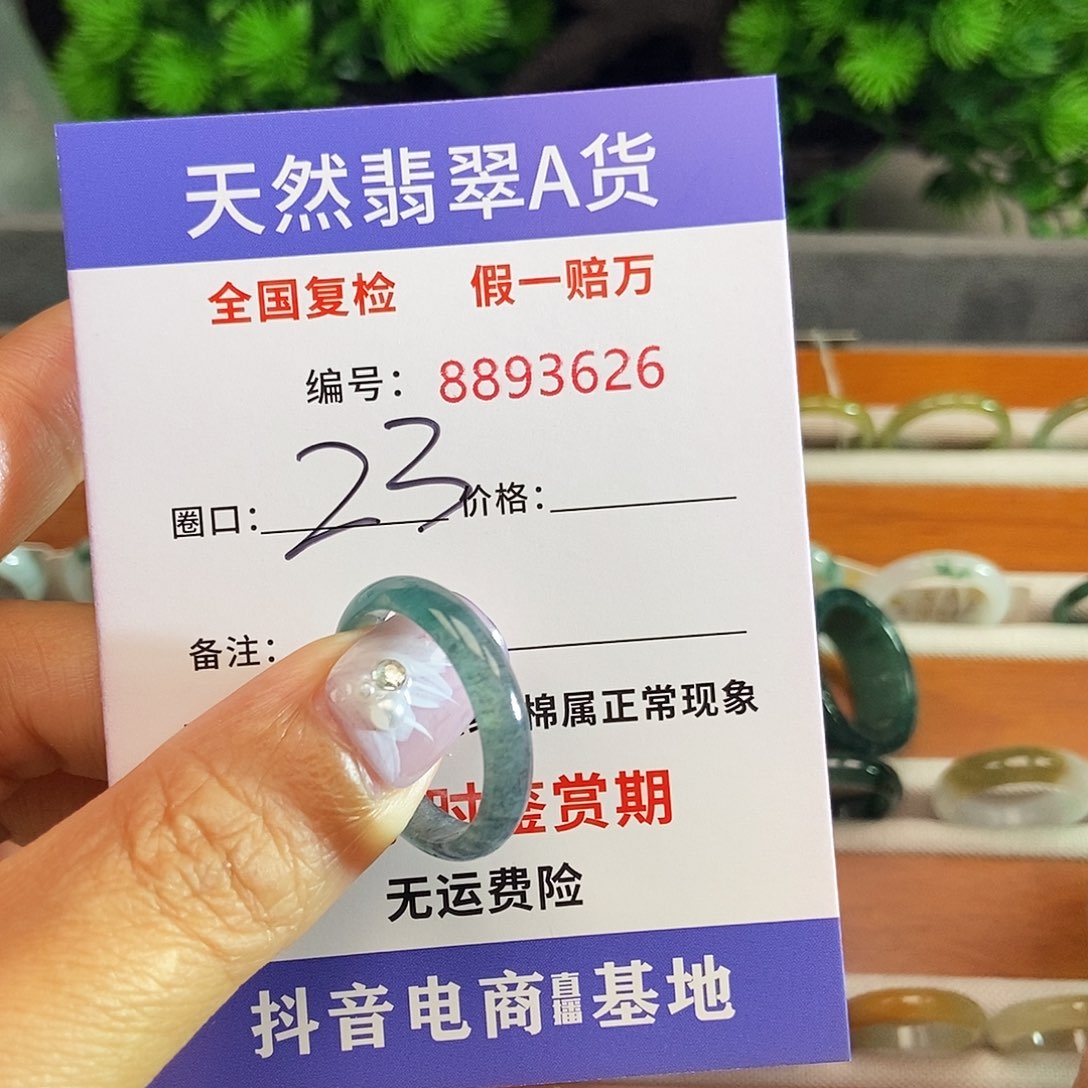 天然翡翠A货
全国复检 假一赔万
编号：8893626
圈口：23 价格：
备注：
棉属正常现象
时鉴赏期
无运费险
抖音电商直播基地